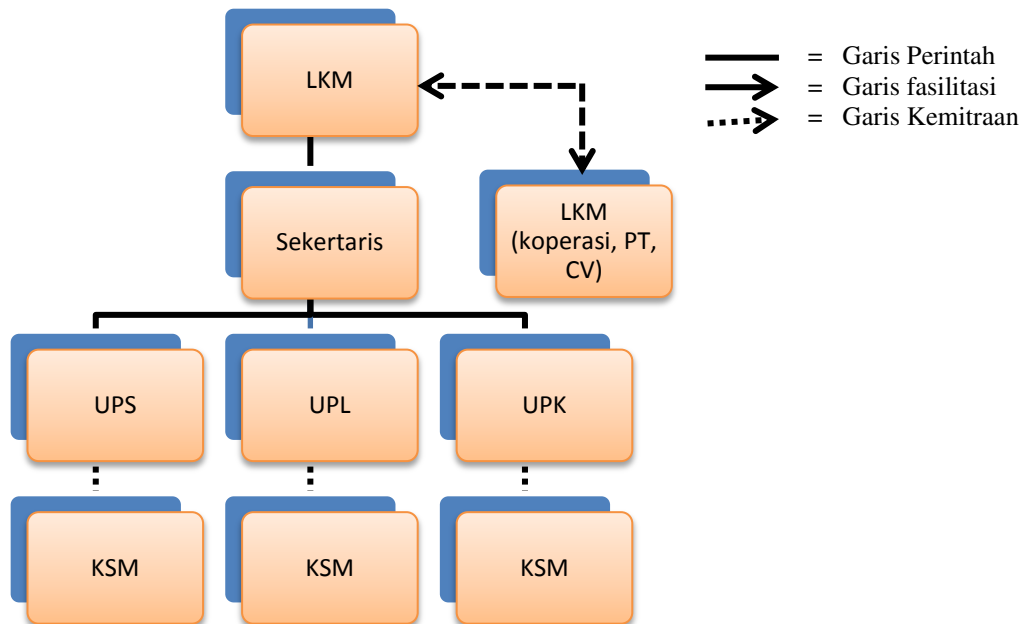 LKM
= Garis Perintah
= Garis fasilitasi
= Garis Kemitraan
Sekertaris
LKM
(koperasi, PT,
CV)
UPS
UPL
UPK
KSM
KSM
KSM